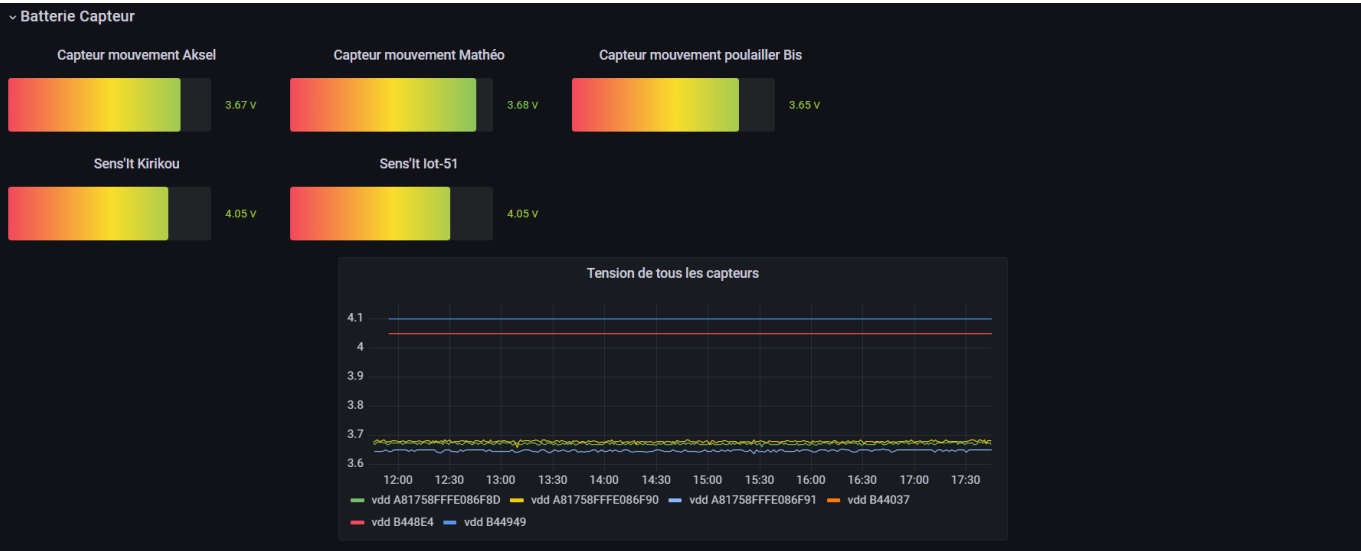 Batterie Capteur
Capteur mouvement Aksel Capteur mouvement Mathéo Capteur mouvement poulailler Bis
3.67 V 3.68 V 3.65 V
Sens'It Kirikou Sens'It Iot-51
4.05 V 4.05 V
Tension de tous les capteurs
4.1
4
3.9
3.8
3.7
3.6
12:00 12:30 13:00 13:30 14:00 14:30 15:00 15:30 16:00 16:30 17:00 17:30
vdd A81758FFFE086F8D vdd A81758FFFE086F90 vdd A81758FFFE086F91 vdd B44037
vdd B448E4 vdd B44949